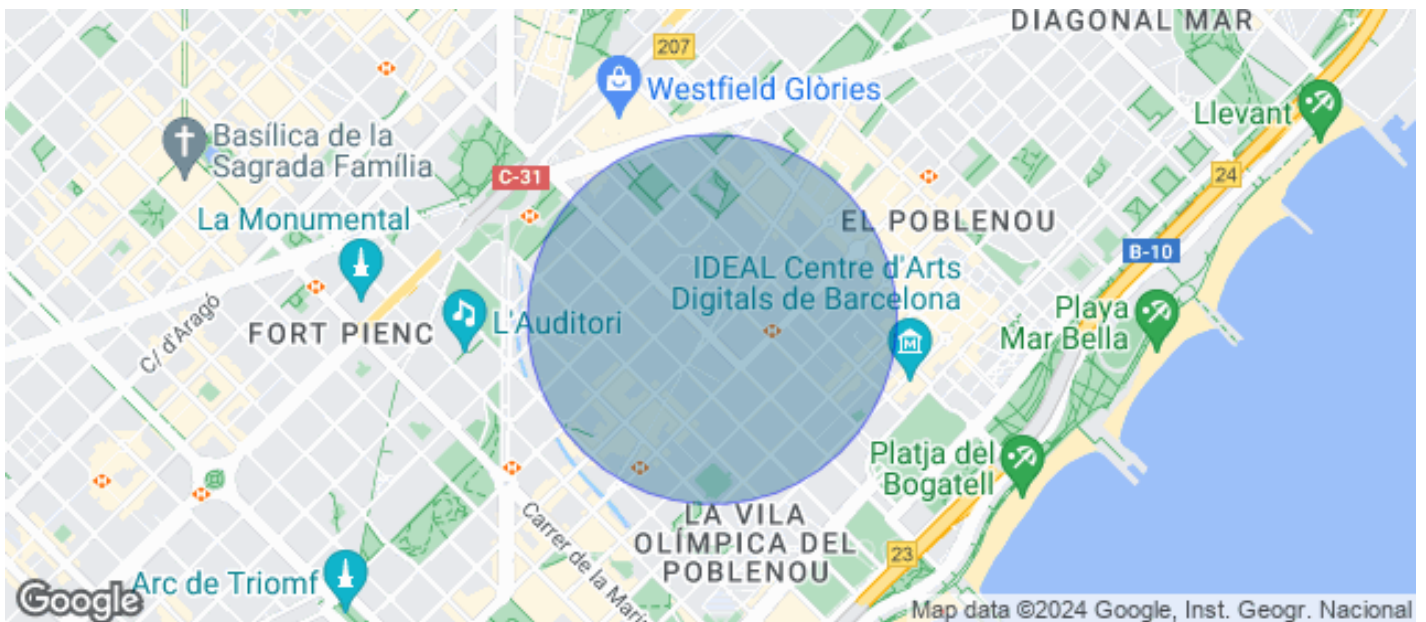 DIAGONAL MAR
207
Westfield Glòries
Llevant
Basílica de la
Sagrada Família
C-31
24
La Monumental
EL POBLENOU
B-10
IDEAL Centre d'Arts
Digitals de Barcelona
C/ d'Aragó
FORT PIENC
L'Auditori
Playa
Mar Bella
M
Platja del
Bogatell
LA VILA
OLÍMPICA DEL
POBLENOU
Carrer de la Marin
23
Arc de Triomf
Google
Map data ©2024 Google, Inst. Geogr. Nacional